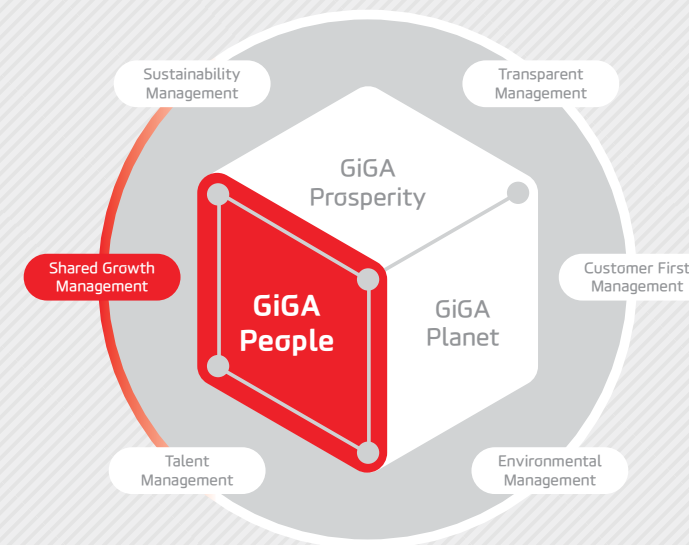 Sustainability
Management
Transparent
Management
GiGA
Prosperity
Shared Growth
Management
Customer First
Management
GiGA
People
GiGA
Planet
Talent
Management
Environmental
Management